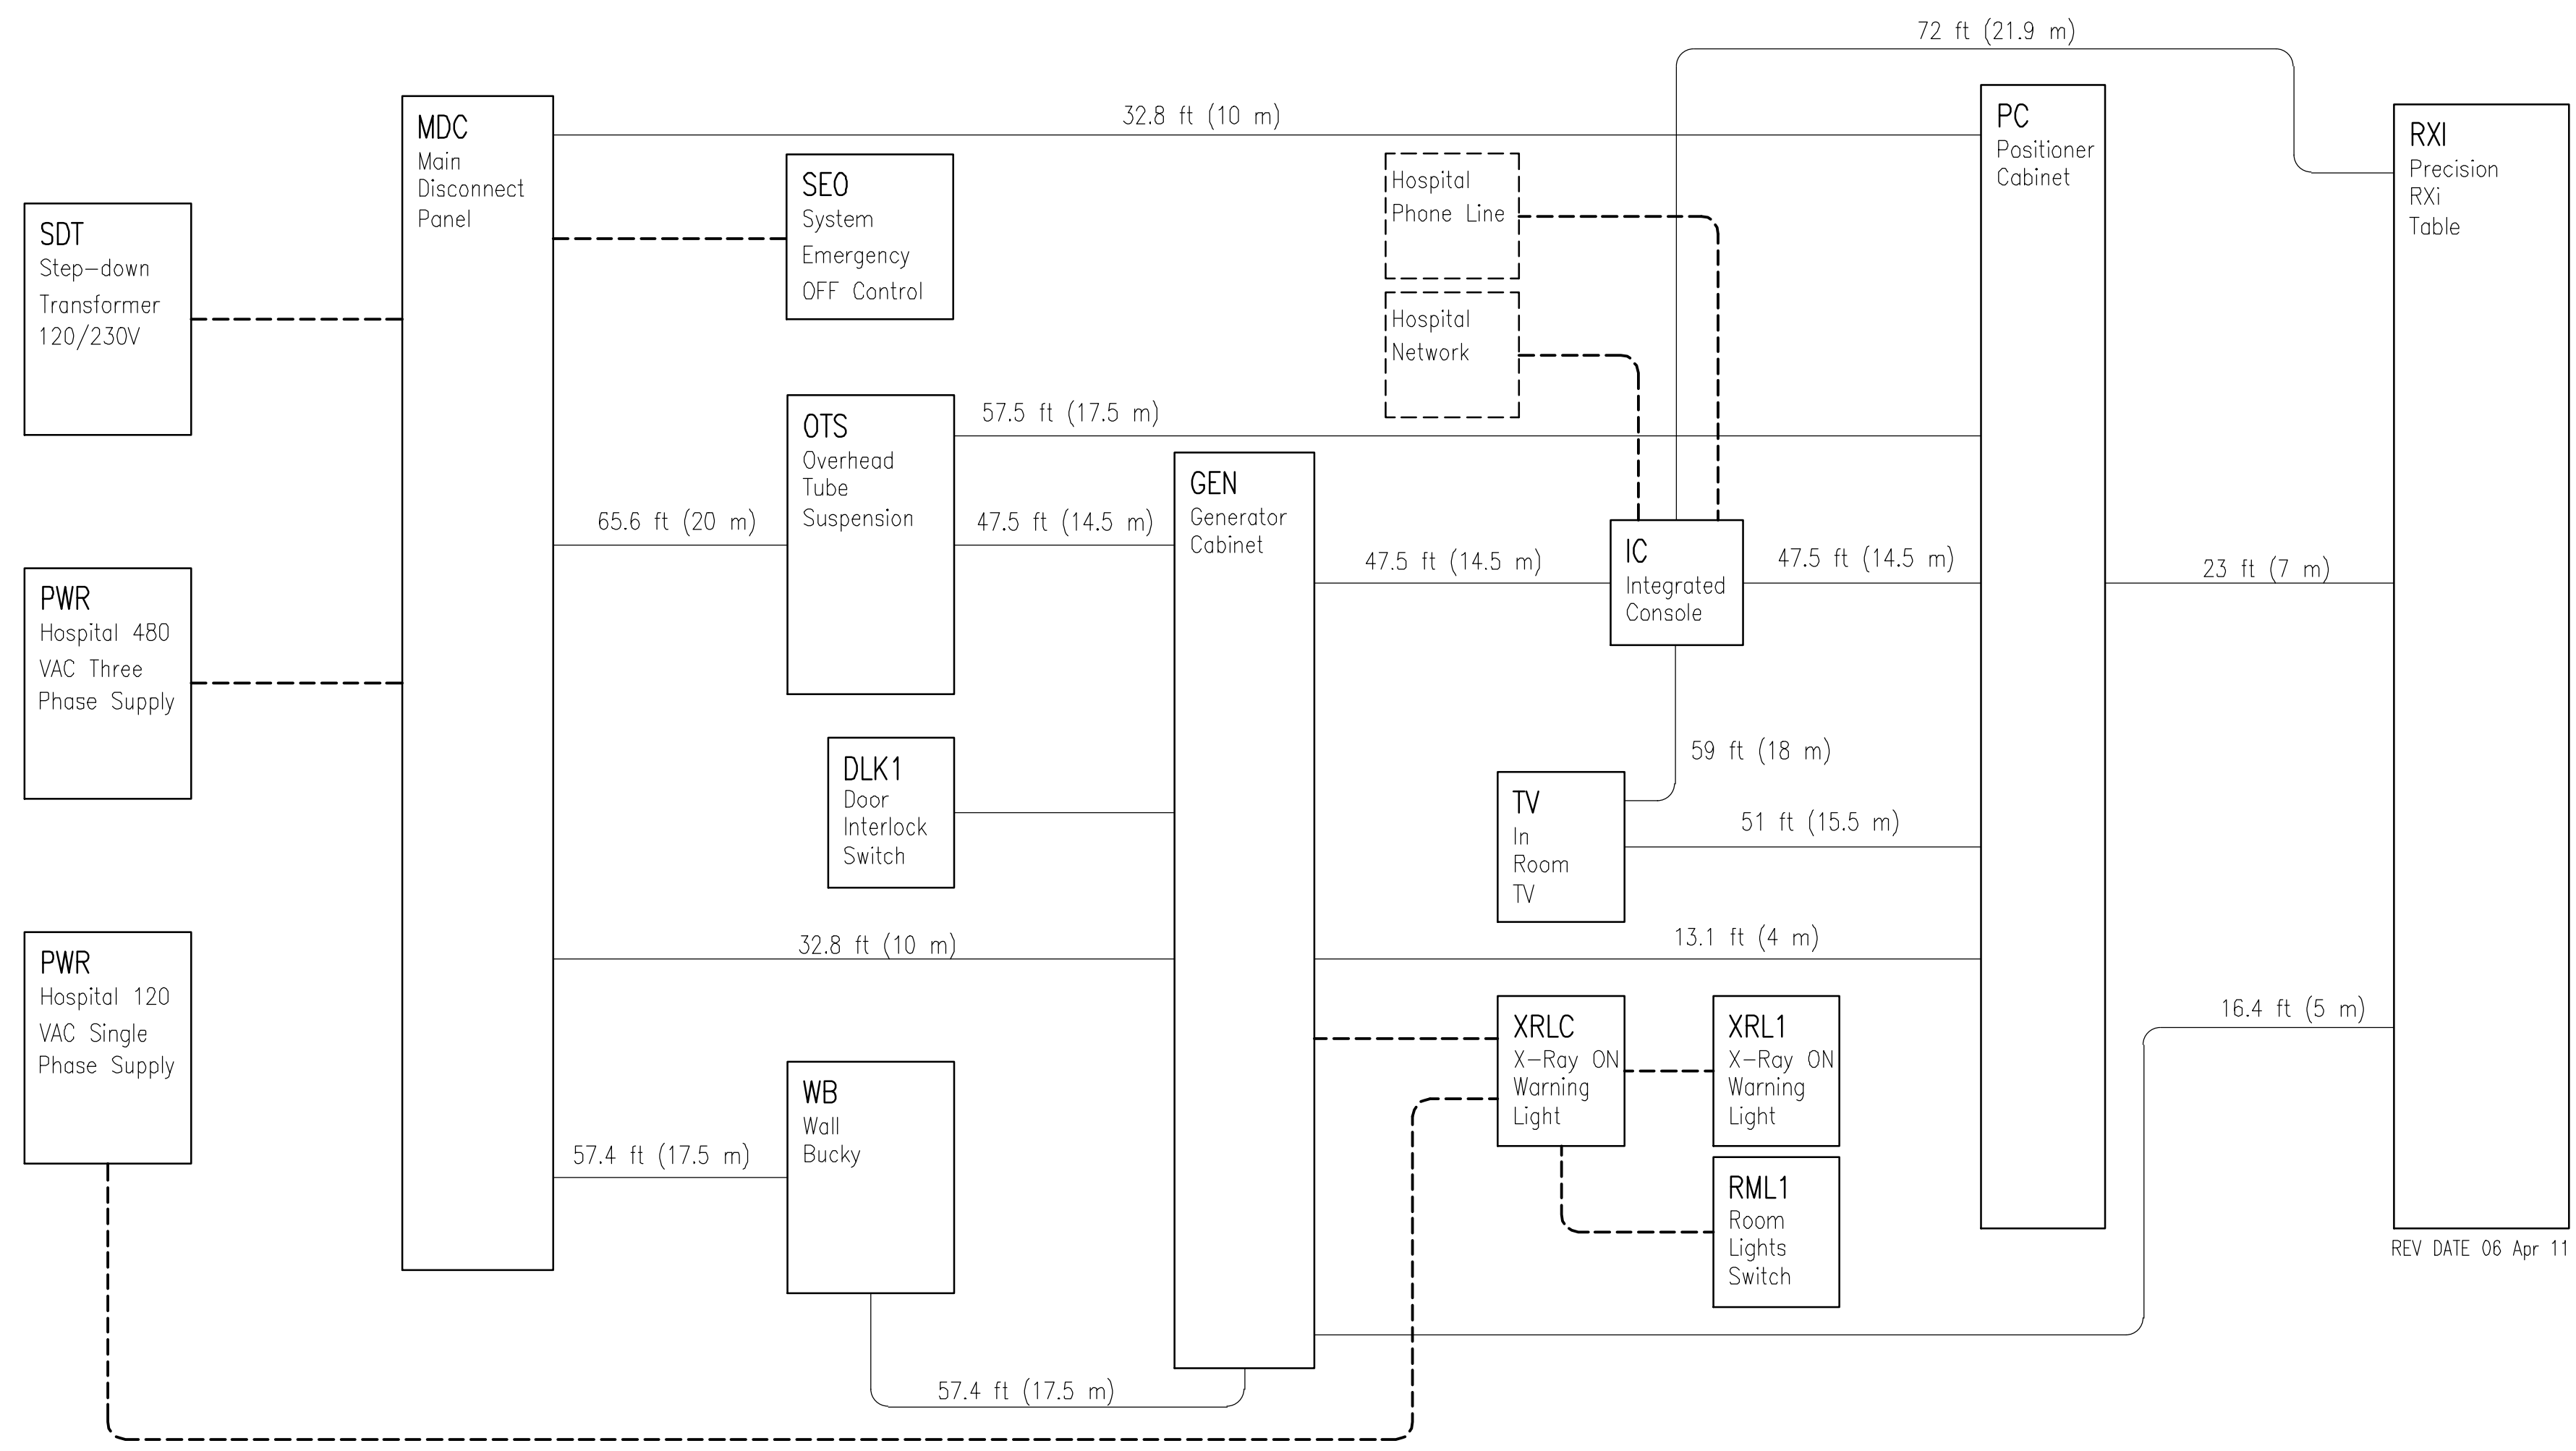 72 ft (21.9 m)
MDC
Main
Disconnect
Panel
32.8 ft (10 m)
PC
Positioner
Cabinet
RXI
Precision
RXi
Table
SEO
System
Emergency
OFF Control
Hospital
Phone Line
SDT
Step-down
Transformer
120/230V
Hospital
Network
OTS
Overhead
Tube
Suspension
57.5 ft (17.5 m)
GEN
Generator
Cabinet
65.6 ft (20 m)
47.5 ft (14.5 m)
47.5 ft (14.5 m)
IC
Integrated
Console
47.5 ft (14.5 m)
23 ft (7 m)
PWR
Hospital 480
VAC Three
Phase Supply
DLK1
Door
Interlock
Switch
59 ft (18 m)
TV
In
Room
TV
51 ft (15.5 m)
32.8 ft (10 m)
13.1 ft (4 m)
PWR
Hospital 120
VAC Single
Phase Supply
XRLC
X-Ray ON
Warning
Light
XRL1
X-Ray ON
Warning
Light
16.4 ft (5 m)
WB
Wall
Bucky
57.4 ft (17.5 m)
RML1
Room
Lights
Switch
REV DATE 06 Apr 11
57.4 ft (17.5 m)